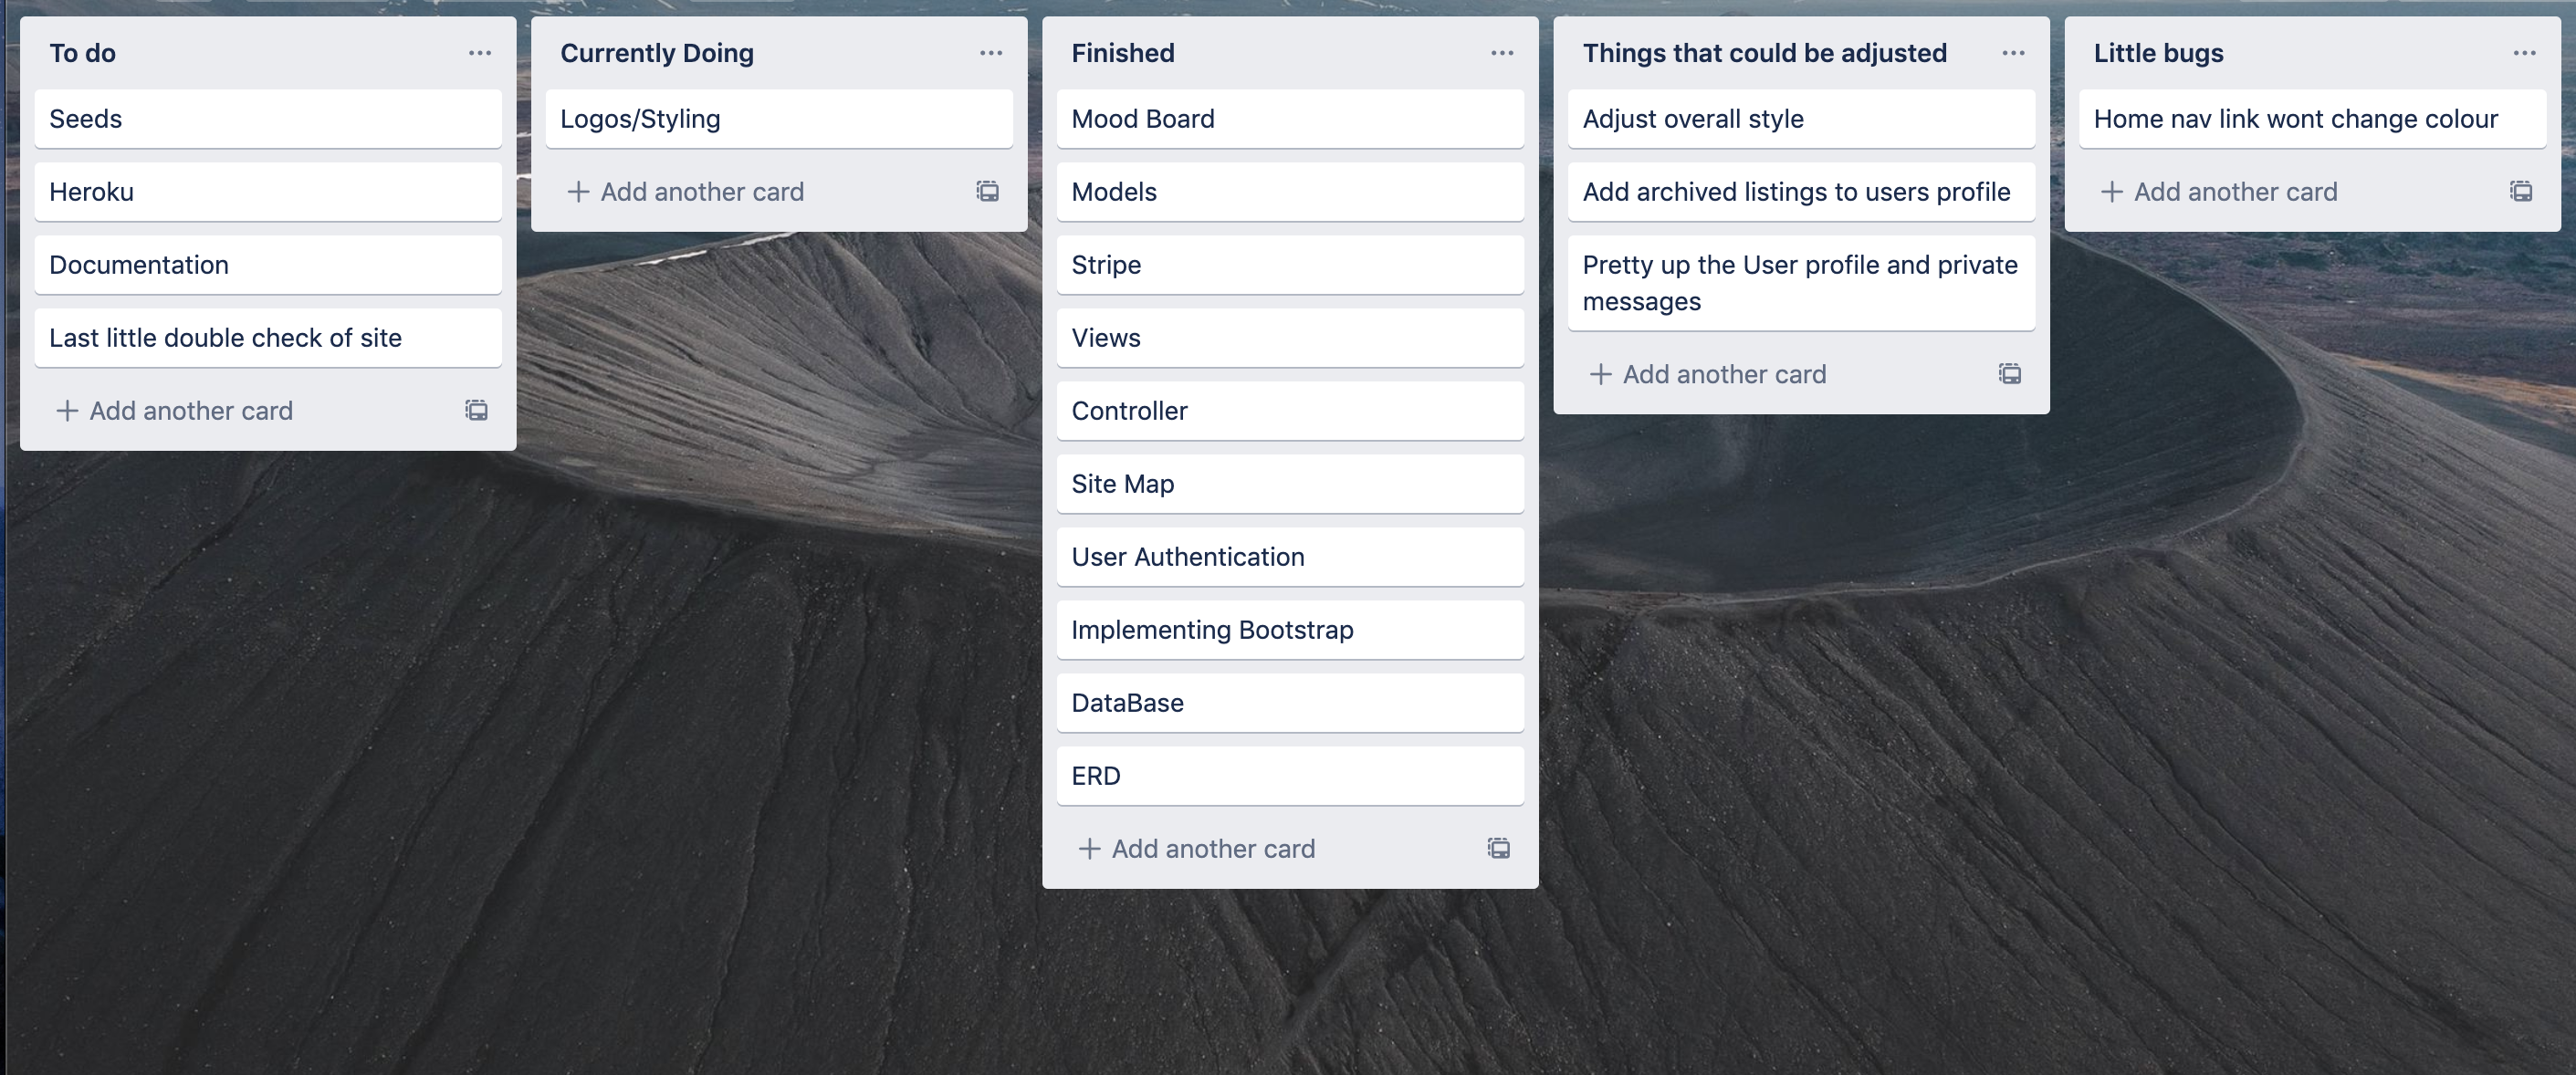 To do
Seeds
Heroku
Documentation
Last little double check of site
Add another card
Currently Doing
Logos/Styling
Add another card
Finished
Mood Board
Models
Stripe
Views
Controller
Site Map
User Authentication
Implementing Bootstrap
DataBase
ERD
Add another card
Things that could be adjusted
Adjust overall style
Add archived listings to users profile
Pretty up the User profile and private
messages
Add another card
Little bugs
Home nav link wont change colour
Add another card